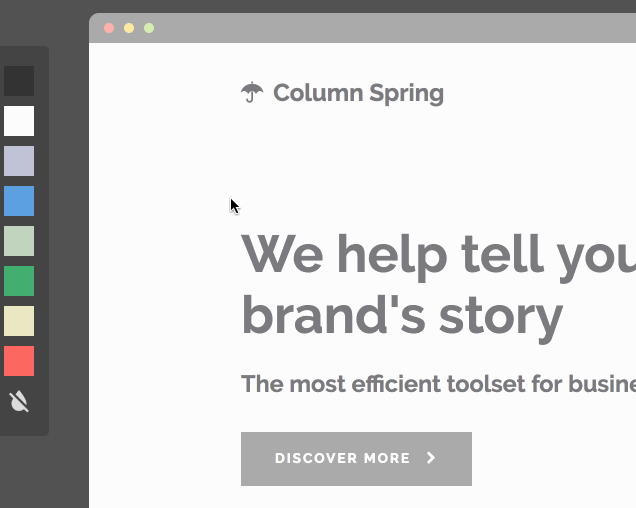 Column Spring
We help tell you
brand's story
The most efficient toolset for busine
DISCOVER MORE